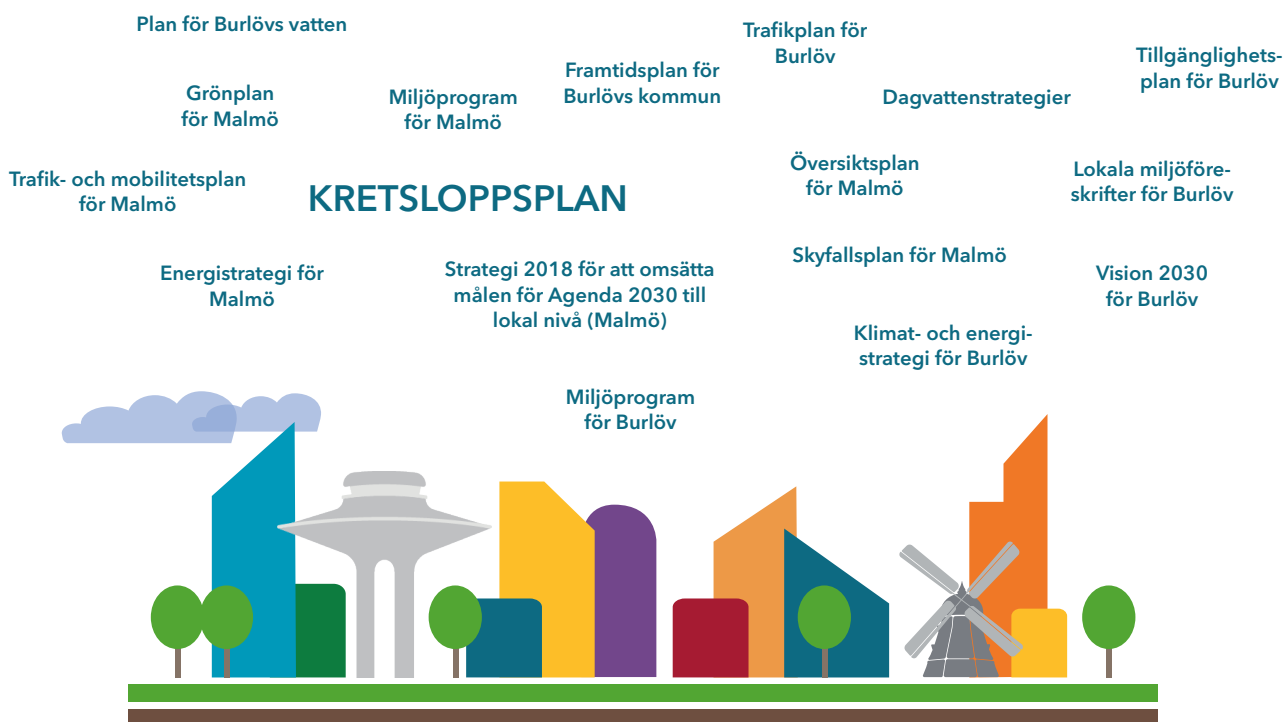 Plan för Burlövs vatten
Trafikplan för
Burlöv
Tillgänglighets-
plan för Burlöv
Framtidsplan för
Burlövs kommun
Grönplan
för Malmö
Miljöprogram
för Malmö
Dagvattenstrategier
Trafik- och mobilitetsplan
för Malmö
KRETSLOPPSPLAN
Översiktsplan
för Malmö
Lokala miljöföre-
skrifter för Burlöv
Energistrategi för
Malmö
Strategi 2018 för att omsätta
målen för Agenda 2030 till
lokal nivå (Malmö)
Skyfallsplan för Malmö
Vision 2030
för Burlöv
Klimat- och energi-
strategi för Burlöv
Miljöprogram
för Burlöv